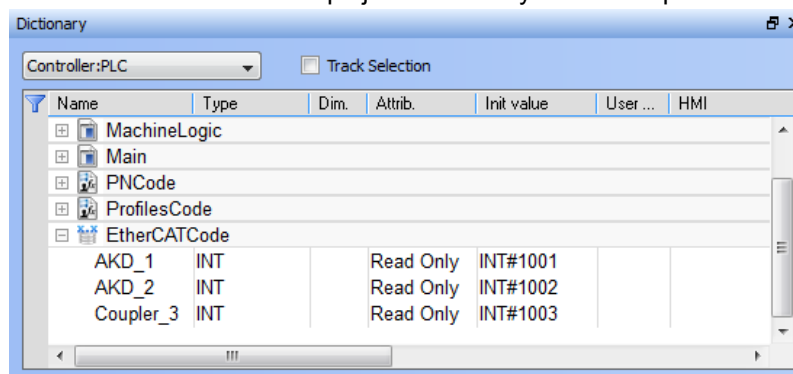 Dictionary
Controller:PLC Track Selection
Name Type Dim. Attrib. Init value User ... HMI
MachineLogic
Main
PNCode
ProfilesCode
EtherCATCode
AKD_1 INT Read Only INT#1001
AKD_2 INT Read Only INT#1002
Coupler_3 INT Read Only INT#1003